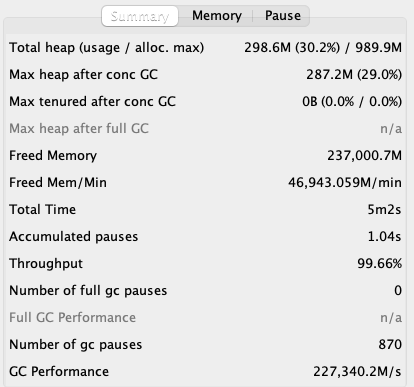 Summary Memory Pause
Total heap (usage / alloc. max) 298.6M (30.2%) / 989.9M
Max heap after conc GC 287.2M (29.0%)
Max tenured after conc GC 0B (0.0% / 0.0%)
Max heap after full GC n/a
Freed Memory 237,000.7M
Freed Mem/Min 46,943.059M/min
Total Time 5m2s
Accumulated pauses 1.04s
Throughput 99.66%
Number of full gc pauses 0
Full GC Performance n/a
Number of gc pauses 870
GC Performance 227,340.2M/s